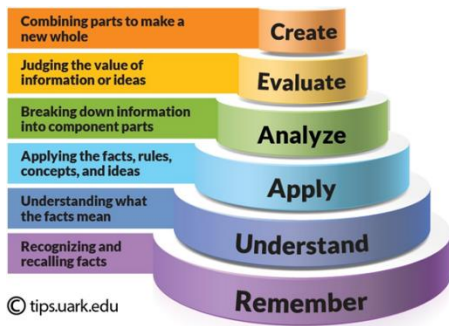 Combining parts to make a
new whole
Create
Judging the value of
information or ideas
Evaluate
Breaking down information
into component parts
Analyze
Applying the facts, rules,
concepts, and ideas
Apply
Understanding what
the facts mean
Understand
Recognizing and
recalling facts
Remember
© tips.uark.edu